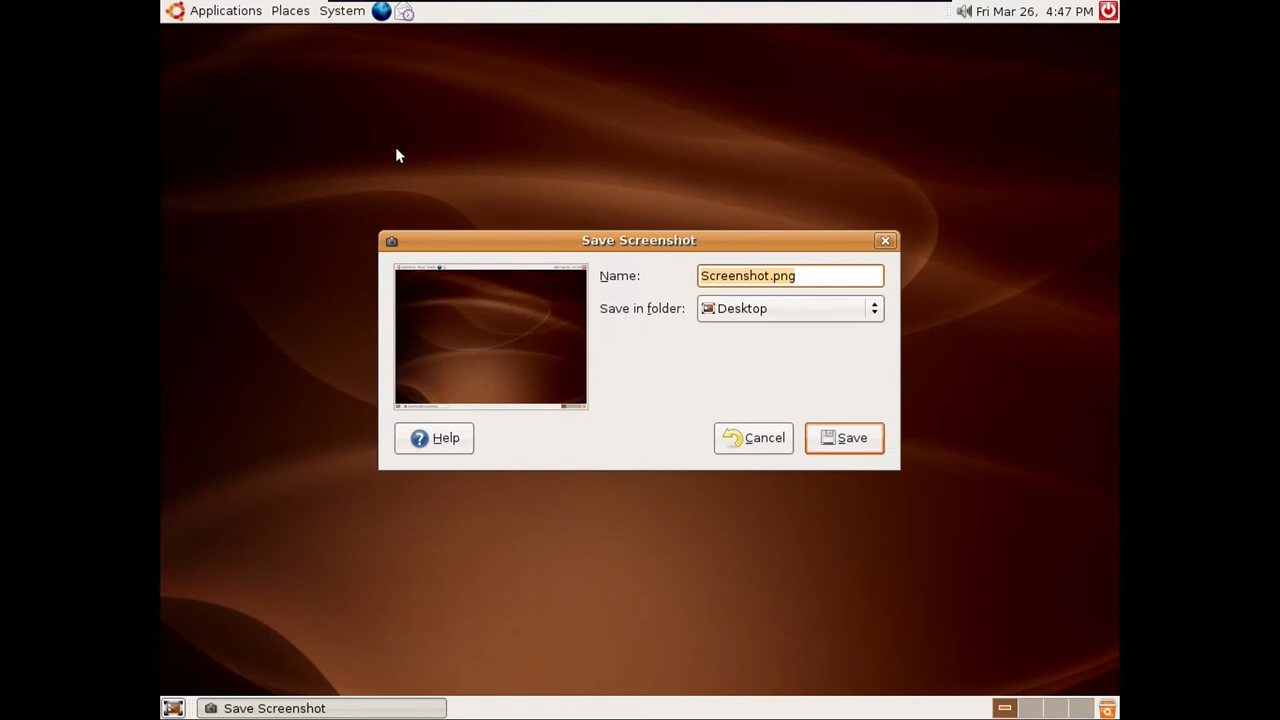 Applications Places System Fri Mar 26, 4:47 PM
Save Screenshot
Name: Screenshot.png
Save in folder: Desktop
Help Cancel Save
Save Screenshot